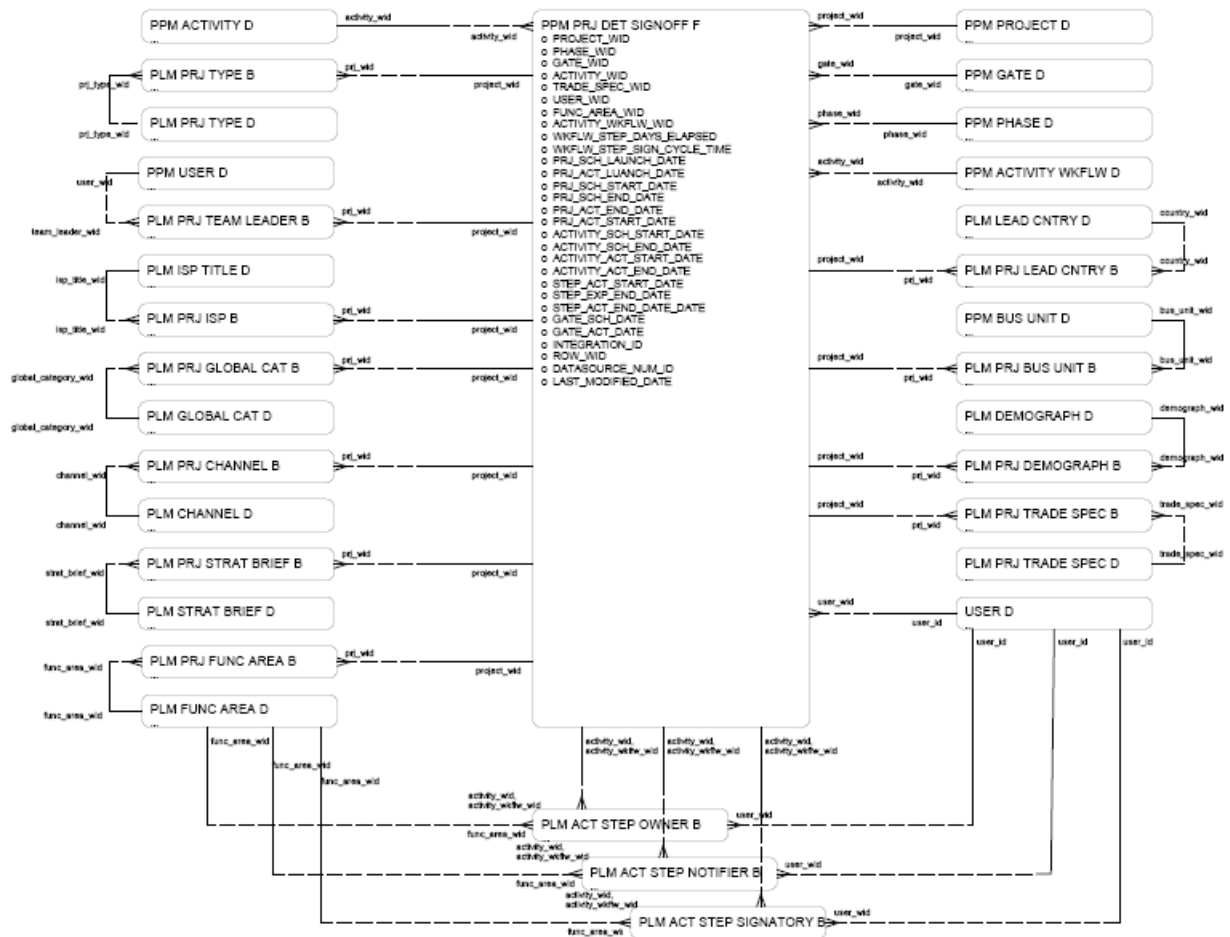 PPM ACTIVITY D
...
activity_wid
activity_wid
PLM PRJ TYPE B
...
prj_wid
project_wid
prj_type_wid
PLM PRJ TYPE D
...
prj_type_wid
PPM USER D
...
user_wid
PLM PRJ TEAM LEADER B
...
prj_wid
project_wid
team_leader_wid
PLM ISP TITLE D
...
isp_title_wid
PLM PRJ ISP B
...
prj_wid
project_wid
isp_title_wid
PLM PRJ GLOBAL CAT B
...
prj_wid
project_wid
global_category_wid
PLM GLOBAL CAT D
...
global_category_wid
PLM PRJ CHANNEL B
...
prj_wid
project_wid
channel_wid
PLM CHANNEL D
...
channel_wid
PLM PRJ STRAT BRIEF B
...
prj_wid
project_wid
strat_brief_wid
PLM STRAT BRIEF D
...
strat_brief_wid
PLM PRJ FUNC AREA B
...
prj_wid
project_wid
func_area_wid
PLM FUNC AREA D
...
func_area_wid
func_area_wid
func_area_wid
func_area_wid
PPM PRJ DET SIGNOFF F
o PROJECT_WID
o PHASE_WID
o GATE_WID
o ACTIVITY_WID
o TRADE_SPEC_WID
o USER_WID
o FUNC_AREA_WID
o ACTIVITY_WKFLW_WID
o WKFLW_STEP_DAYS_ELAPSED
o WKFLW_STEP_SIGN_CYCLE_TIME
o PRJ_SCH_LAUNCH_DATE
o PRJ_ACT_LUANCH_DATE
o PRJ_SCH_START_DATE
o PRJ_SCH_END_DATE
o PRJ_ACT_END_DATE
o PRJ_ACT_START_DATE
o ACTIVITY_SCH_START_DATE
o ACTIVITY_SCH_END_DATE
o ACTIVITY_ACT_START_DATE
o ACTIVITY_ACT_END_DATE
o STEP_ACT_START_DATE
o STEP_EXP_END_DATE
o STEP_ACT_END_DATE_DATE
o GATE_SCH_DATE
o GATE_ACT_DATE
o INTEGRATION_ID
o ROW_WID
o DATASOURCE_NUM_ID
o LAST_MODIFIED_DATE
project_wid
project_wid
PPM PROJECT D
...
gate_wid
gate_wid
PPM GATE D
...
phase_wid
phase_wid
PPM PHASE D
...
activity_wid
activity_wid
PPM ACTIVITY WKFLW D
...
PLM LEAD CNTRY D
...
country_wid
project_wid
prj_wid
PLM PRJ LEAD CNTRY B
...
country_wid
PPM BUS UNIT D
...
bus_unit_wid
project_wid
prj_wid
PLM PRJ BUS UNIT B
...
bus_unit_wid
PLM DEMOGRAPH D
...
demograph_wid
project_wid
prj_wid
PLM PRJ DEMOGRAPH B
...
demograph_wid
project_wid
prj_wid
PLM PRJ TRADE SPEC B
...
trade_spec_wid
PLM PRJ TRADE SPEC D
...
trade_spec_wid
user_wid
user_id
USER D
...
user_id
user_id
user_id
activity_wid,
activity_wkflw_wid
activity_wid,
activity_wkflw_wid
activity_wid,
activity_wkflw_wid
activity_wid,
activity_wkflw_wid
func_area_wid
PLM ACT STEP OWNER B
...
user_wid
activity_wid,
activity_wkflw_wid
func_area_wid
PLM ACT STEP NOTIFIER B
...
user_wid
activity_wid,
activity_wkflw_wid
func_area_wi
PLM ACT STEP SIGNATORY B
...
user_wid